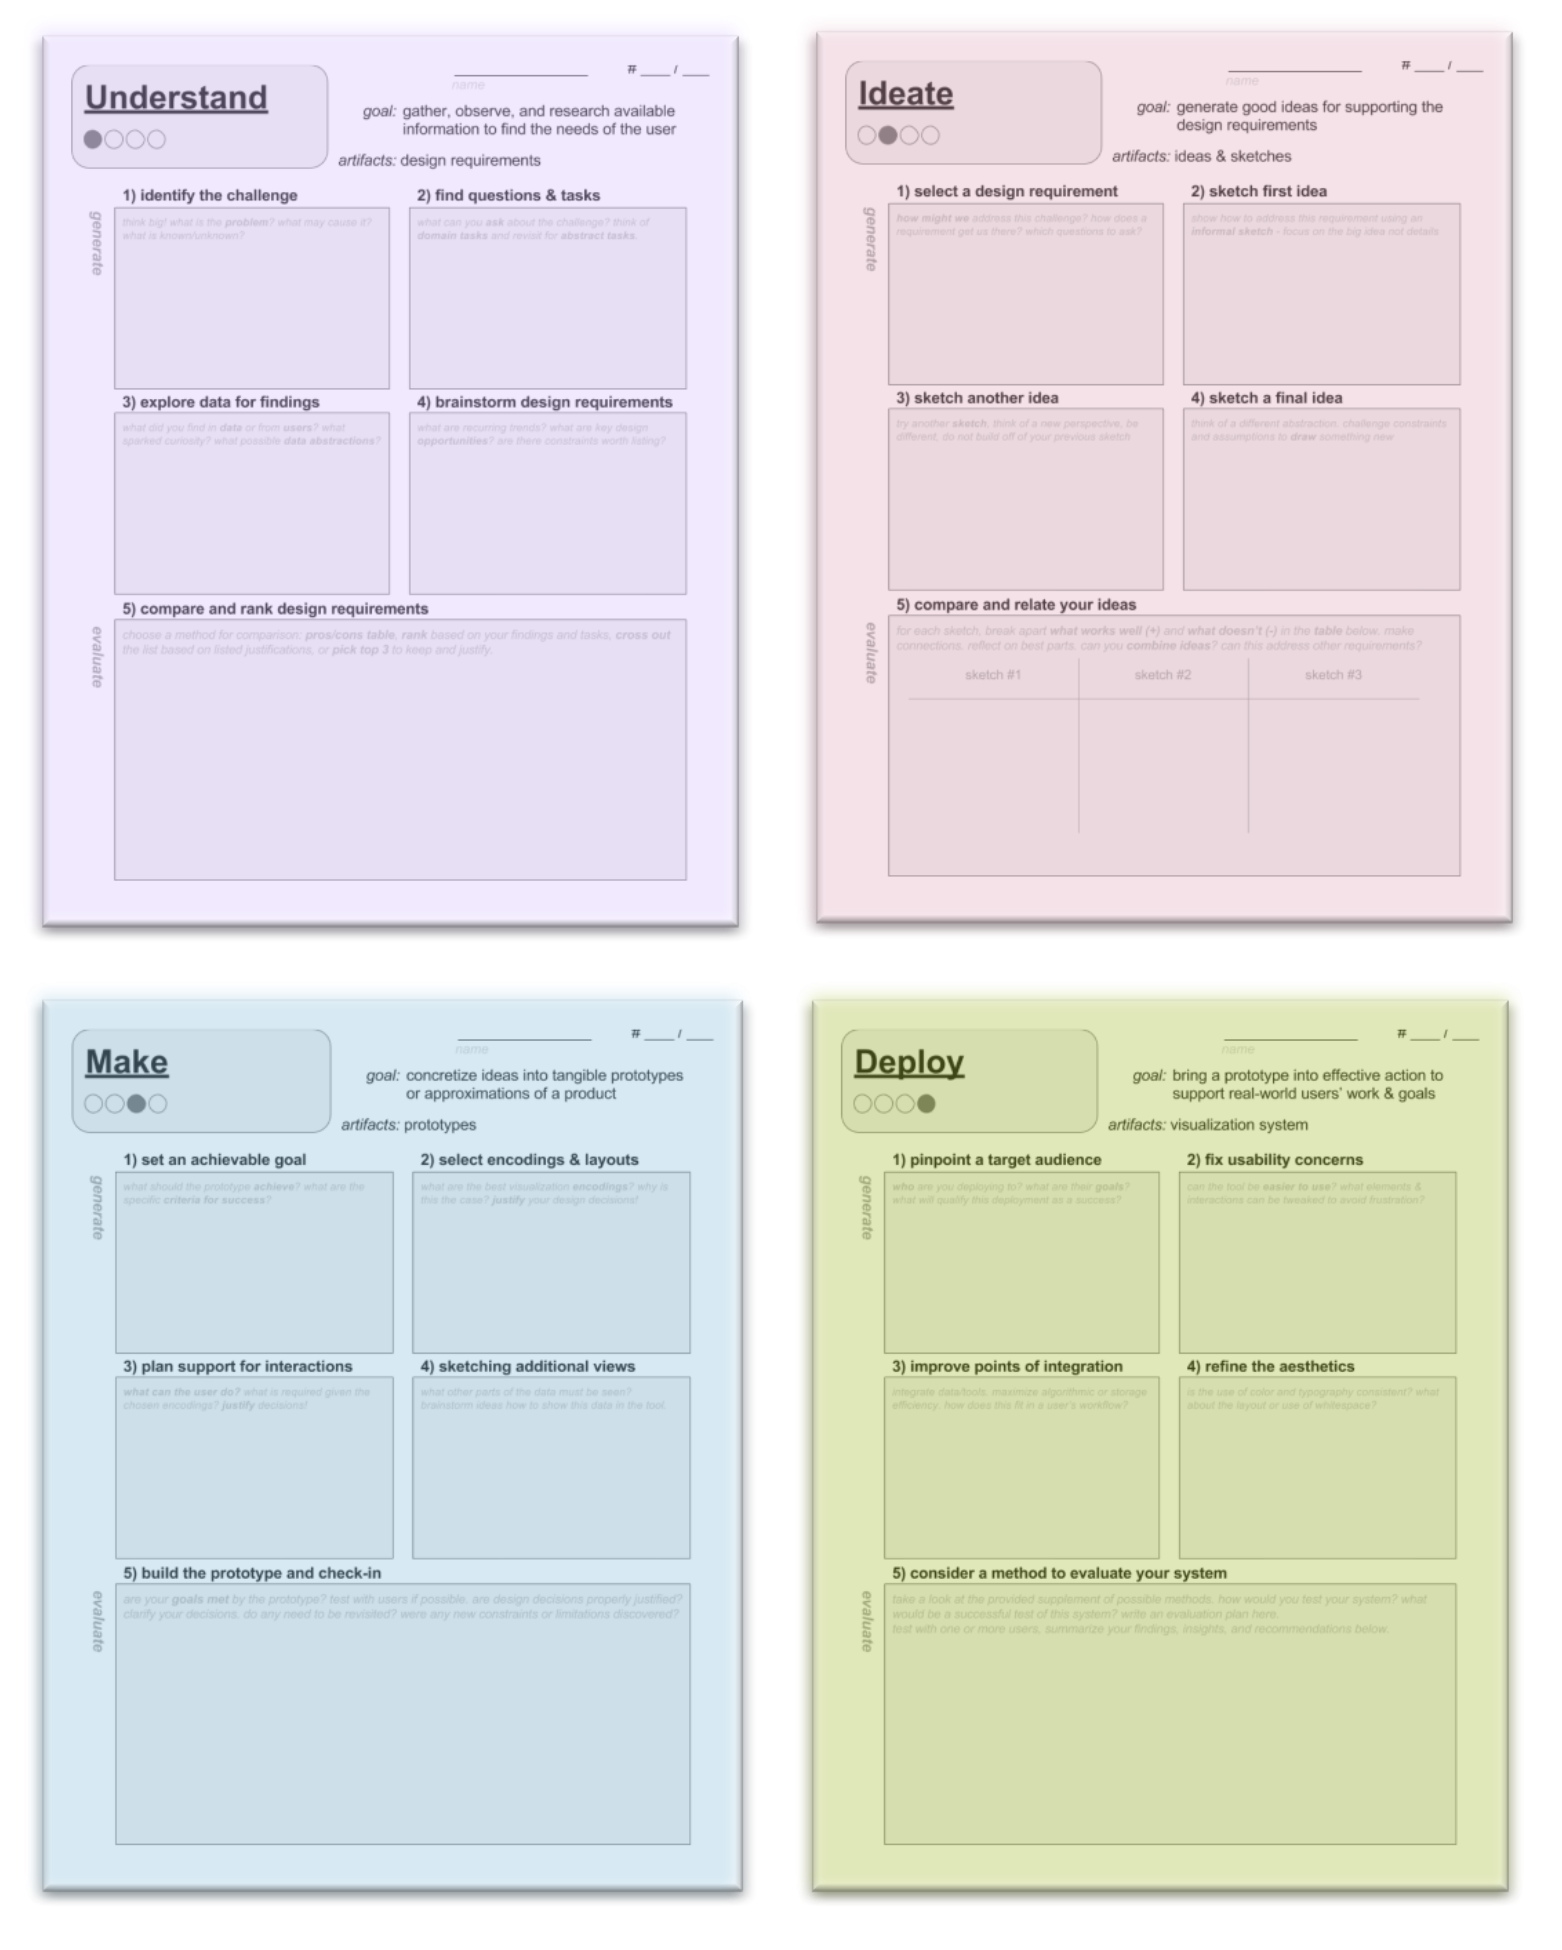 Understand
name
# ___ / ___
goal: gather, observe, and research available
information to find the needs of the user
artifacts: design requirements
generate
1) identify the challenge
think big! what is the problem? what may cause it?
what is known/unknown?
2) find questions & tasks
what can you ask about the challenge? think of
domain tasks and revisit for abstract tasks.
3) explore data for findings
what did you find in data or from users? what
sparked curiosity? what possible data abstractions?
4) brainstorm design requirements
what are recurring trends? what are key design
opportunities? are there constraints worth listing?
evaluate
5) compare and rank design requirements
choose a method for comparison: pros/cons table, rank based on your findings and tasks, cross out
the list based on listed justifications, or pick top 3 to keep and justify.
Ideate
name
# ___ / ___
goal: generate good ideas for supporting the
design requirements
artifacts: ideas & sketches
generate
1) select a design requirement
how might we address this challenge? how does a
requirement get us there? which questions to ask?
2) sketch first idea
show how to address this requirement using an
informal sketch - focus on the big idea not details
3) sketch another idea
try another sketch, think of a new perspective, be
different, do not build off of your previous sketch
4) sketch a final idea
think of a different abstraction, challenge constraints
and assumptions to draw something new
evaluate
5) compare and relate your ideas
for each sketch, break apart what works well (+) and what doesn't (-) in the table below. make
connections. reflect on best parts. can you combine ideas? can this address other requirements?
sketch #1
sketch #2
sketch #3
Make
name
# ___ / ___
goal: concretize ideas into tangible prototypes
or approximations of a product
artifacts: prototypes
generate
1) set an achievable goal
what should the prototype achieve? what are the
specific criteria for success?
2) select encodings & layouts
what are the best visualization encodings? why is
this the case? justify your design decisions!
3) plan support for interactions
what can the user do? what is required given the
chosen encodings? justify decisions!
4) sketching additional views
what other parts of the data must be seen?
brainstorm ideas how to show this data in the tool.
evaluate
5) build the prototype and check-in
are your goals met by the prototype? test with users if possible. are design decisions properly justified?
clarify your decisions. do any need to be revisited? were any new constraints or limitations discovered?
Deploy
name
# ___ / ___
goal: bring a prototype into effective action to
support real-world users' work & goals
artifacts: visualization system
generate
1) pinpoint a target audience
who are you deploying to? what are their goals?
what will qualify this deployment as a success?
2) fix usability concerns
can the tool be easier to use? what elements &
interactions can be tweaked to avoid frustration?
3) improve points of integration
integrate data/tools. maximize algorithmic or storage
efficiency. how does this fit in a user's workflow?
4) refine the aesthetics
is the use of color and typography consistent? what
about the layout or use of whitespace?
evaluate
5) consider a method to evaluate your system
take a look at the provided supplement of possible methods. how would you test your system? what
would be a successful test of this system? write an evaluation plan here.
test with one or more users, summarize your findings, insights, and recommendations below.